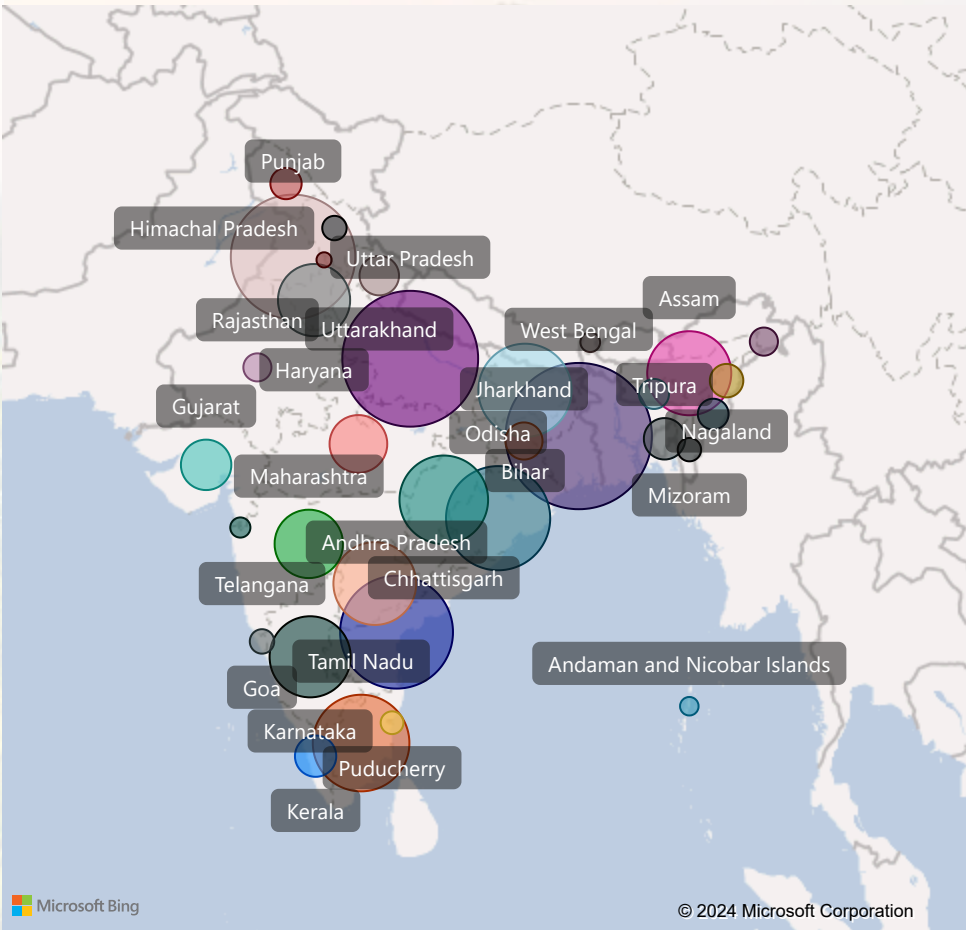 Punjab
Himachal Pradesh
Uttar Pradesh
Assam
Rajasthan
Uttarakhand
West Bengal
Haryana
Jharkhand
Tripura
Gujarat
Odisha
Nagaland
Maharashtra
Bihar
Mizoram
Andhra Pradesh
Telangana
Chhattisgarh
Tamil Nadu
Andaman and Nicobar Islands
Goa
Karnataka
Puducherry
Kerala
Microsoft Bing
© 2024 Microsoft Corporation